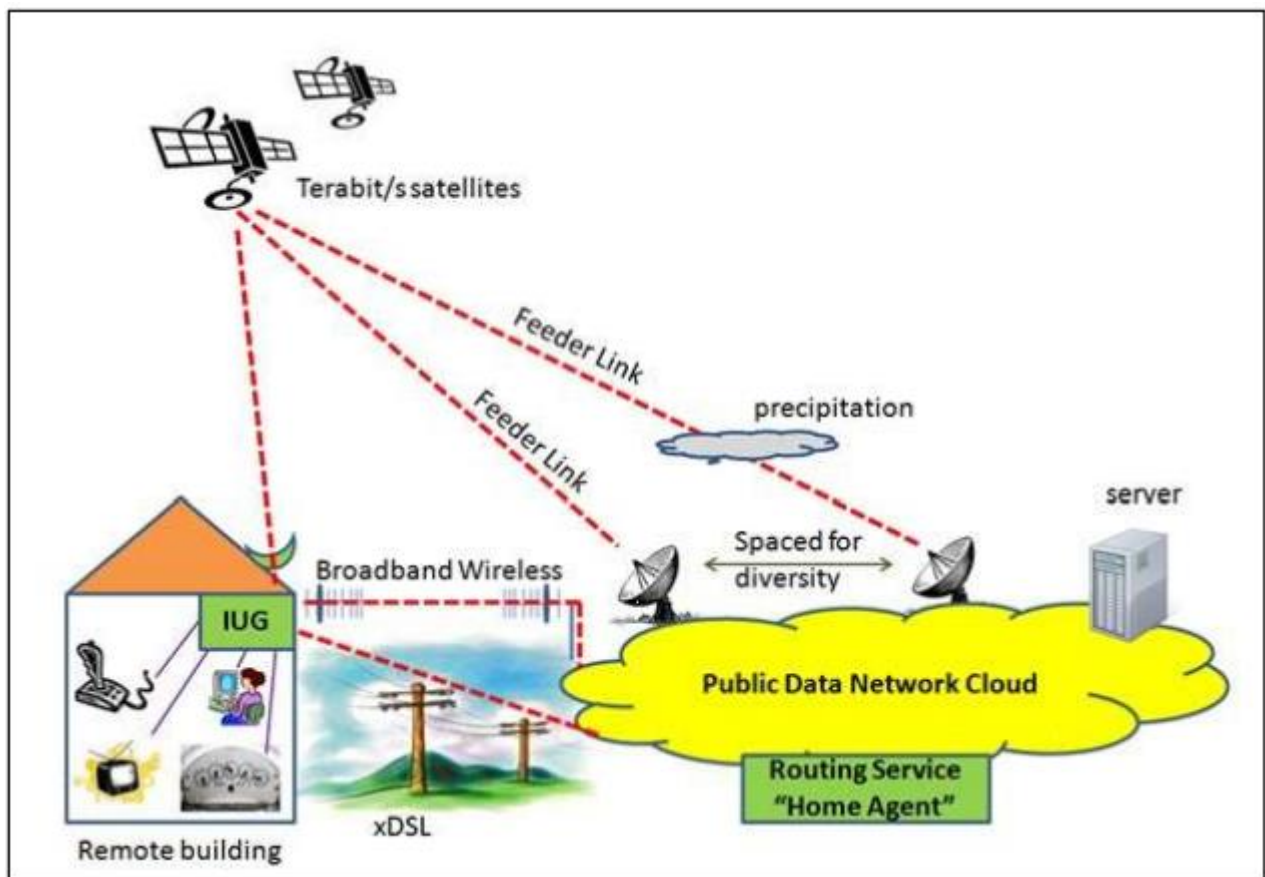 Terabit/s satellites
Feeder Link
Feeder Link
precipitation
server
Spaced for
diversity
Broadband Wireless
IUG
Public Data Network Cloud
Routing Service
“Home Agent”
xDSL
Remote building